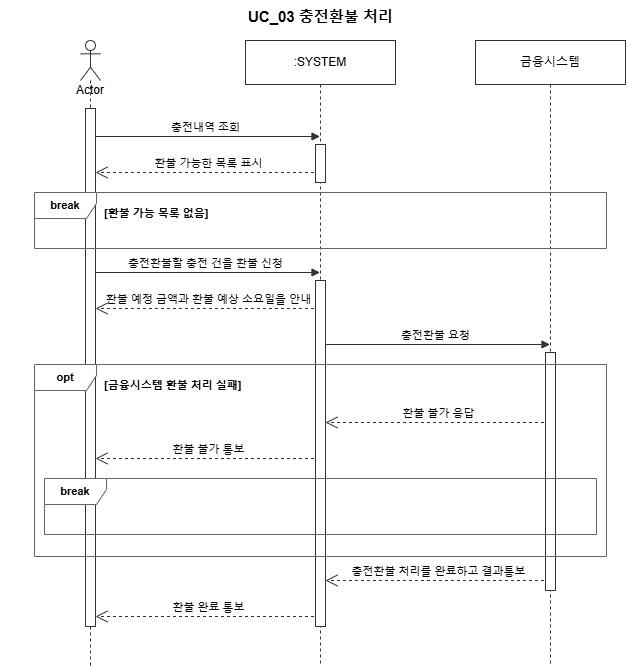 UC_03 충전환불 처리
Actor
:SYSTEM
금융시스템
충전내역 조회
환불 가능한 목록 표시
break
[환불 가능 목록 없음]
충전환불할 충전 건을 환불 신청
환불 예정 금액과 환불 예상 소요일을 안내
충전환불 요청
opt
[금융시스템 환불 처리 실패]
환불 불가 응답
환불 불가 통보
break
충전환불 처리를 완료하고 결과통보
환불 완료 통보